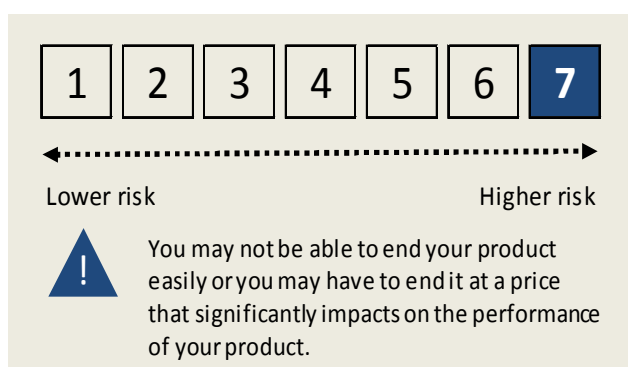 1 2 3 4 5 6 7
Lower risk Higher risk
!
You may not be able to end your product
easily or you may have to end it at a price
that significantly impacts on the performance
of your product.